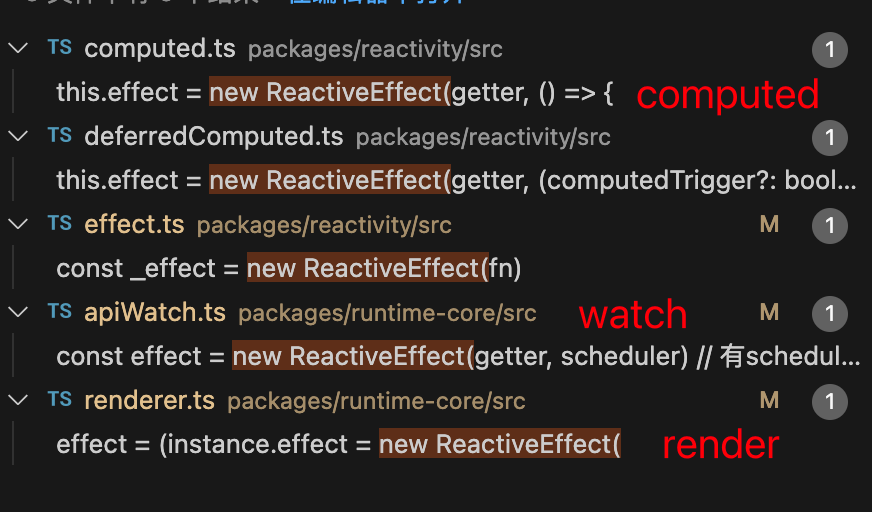 computed.ts packages/reactivity/src 1
this.effect = new ReactiveEffect(getter, () => { computed
TS deferredComputed.ts packages/reactivity/src 1
this.effect = new ReactiveEffect(getter, (computedTrigger?: bool...
TS effect.ts packages/reactivity/src M 1
const _effect = new ReactiveEffect(fn)
TS apiWatch.ts packages/runtime-core/src watch M 1
const effect = new ReactiveEffect(getter, scheduler) // 有schedul...
TS renderer.ts packages/runtime-core/src M 1
effect = (instance.effect = new ReactiveEffect( render